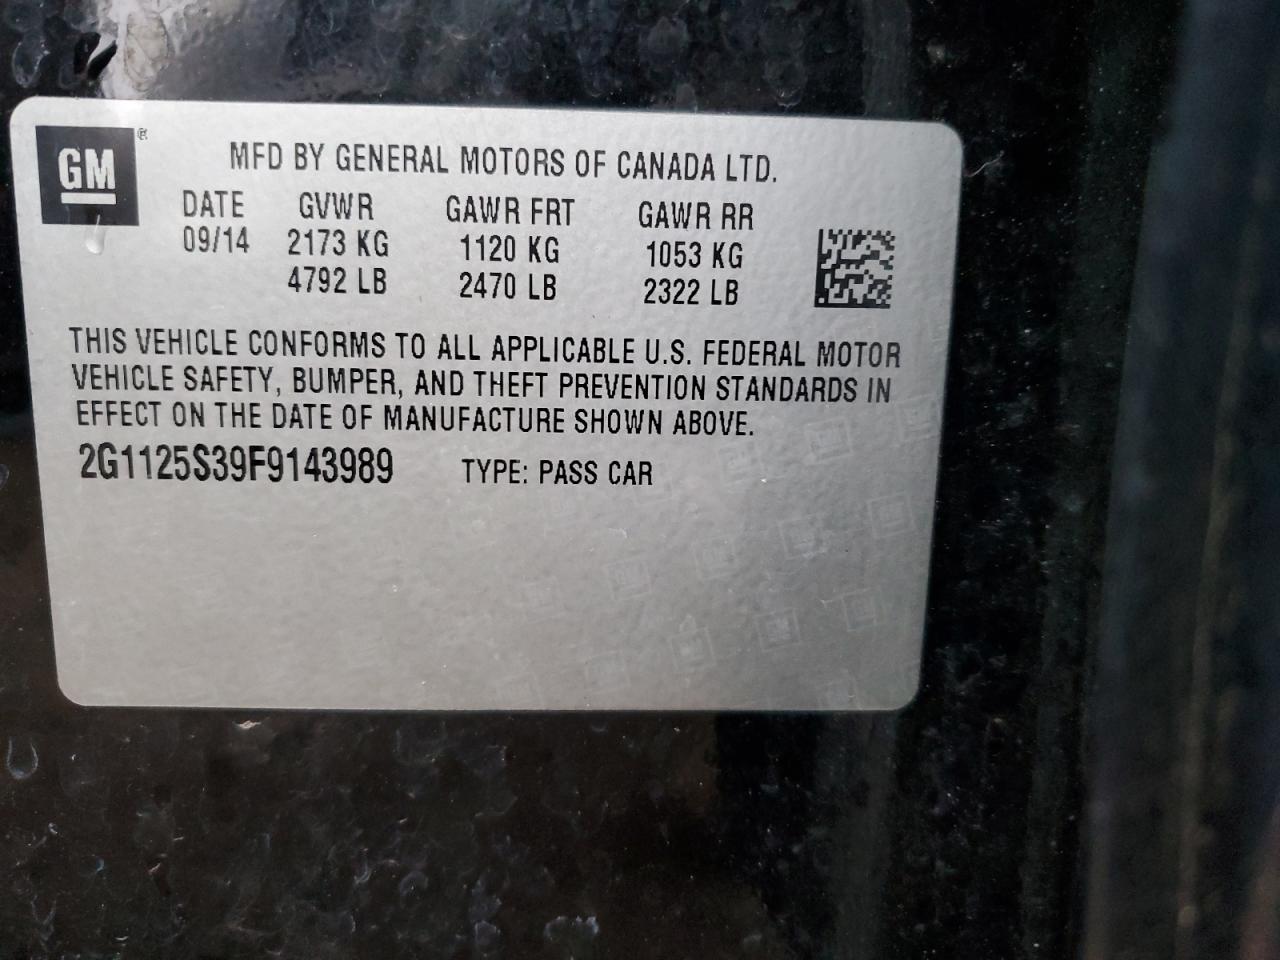 GM
MFD BY GENERAL MOTORS OF CANADA LTD.
DATE GVWR GAWR FRT GAWR RR
09/14 2173 KG 1120 KG 1053 KG
4792 LB 2470 LB 2322 LB
THIS VEHICLE CONFORMS TO ALL APPLICABLE U.S. FEDERAL MOTOR
VEHICLE SAFETY, BUMPER, AND THEFT PREVENTION STANDARDS IN
EFFECT ON THE DATE OF MANUFACTURE SHOWN ABOVE.
2G1125S39F9143989 TYPE: PASS CAR